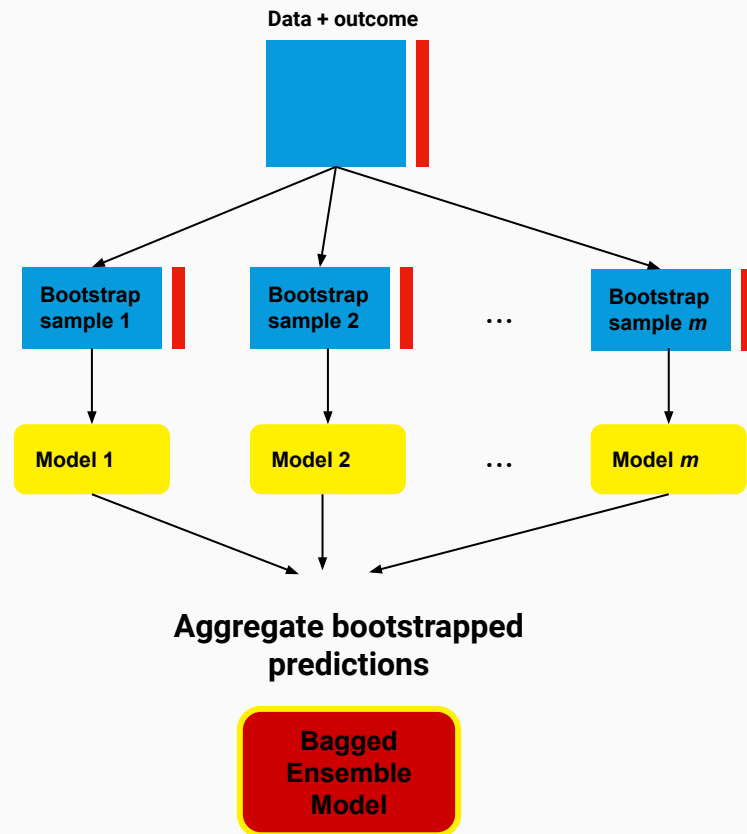 Data + outcome
Bootstrap
sample 1
Bootstrap
sample 2
...
Bootstrap
sample m
Model 1
Model 2
...
Model m
Aggregate bootstrapped
predictions
Bagged
Ensemble
Model